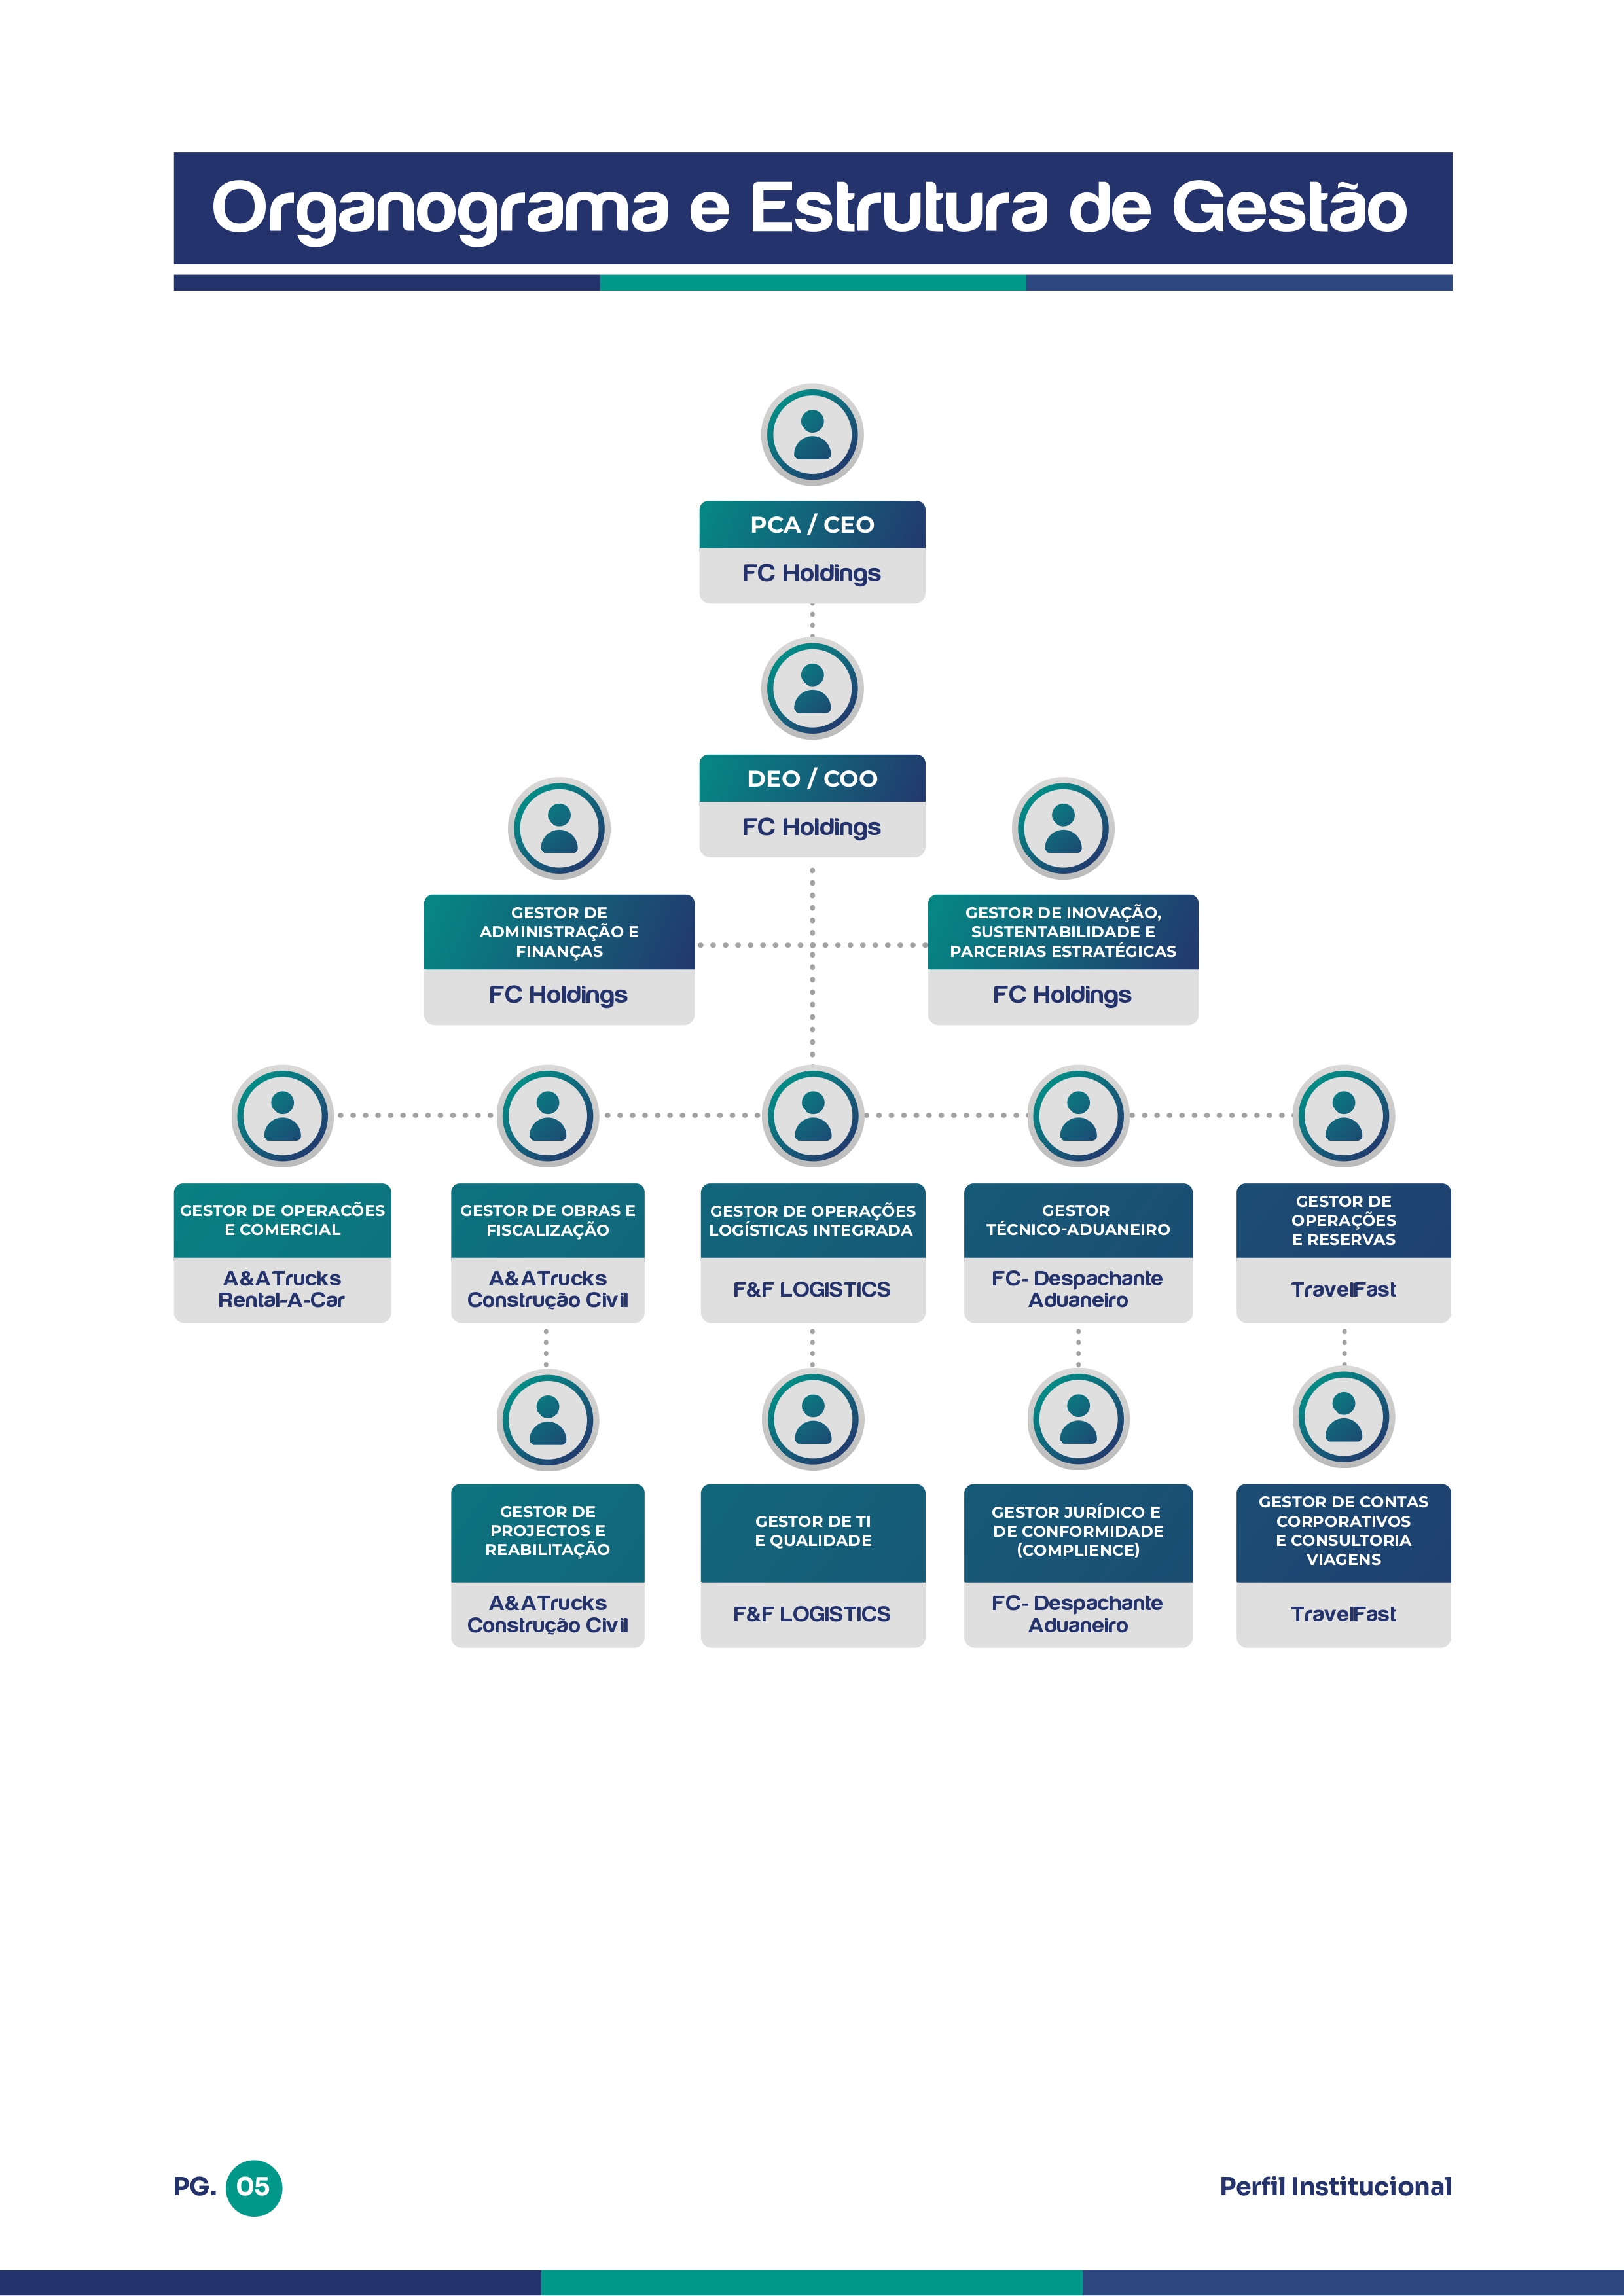 Organograma e Estrutura de Gestão
PCA / CEO
FC Holdings
DEO / COO
FC Holdings
GESTOR DE
ADMINISTRAÇÃO E
FINANÇAS
FC Holdings
GESTOR DE INOVAÇÃO,
SUSTENTABILIDADE E
PARCERIAS ESTRATÉGICAS
FC Holdings
GESTOR DE OPERACÕES
E COMERCIAL
A&ATrucks
Rental-A-Car
GESTOR DE OBRAS E
FISCALIZAÇÃO
A&ATrucks
Construção Civil
GESTOR DE OPERAÇÕES
LOGÍSTICAS INTEGRADA
F&F LOGISTICS
GESTOR
TÉCNICO-ADUANEIRO
FC- Despachante
Aduaneiro
GESTOR DE
OPERAÇÕES
E RESERVAS
TravelFast
GESTOR DE
PROJECTOS E
REABILITAÇÃO
A&ATrucks
Construção Civil
GESTOR DE TI
E QUALIDADE
F&F LOGISTICS
GESTOR JURÍDICO E
DE CONFORMIDADE
(COMPLIENCE)
FC- Despachante
Aduaneiro
GESTOR DE CONTAS
CORPORATIVOS
E CONSULTORIA
VIAGENS
TravelFast
PG. 05
Perfil Institucional